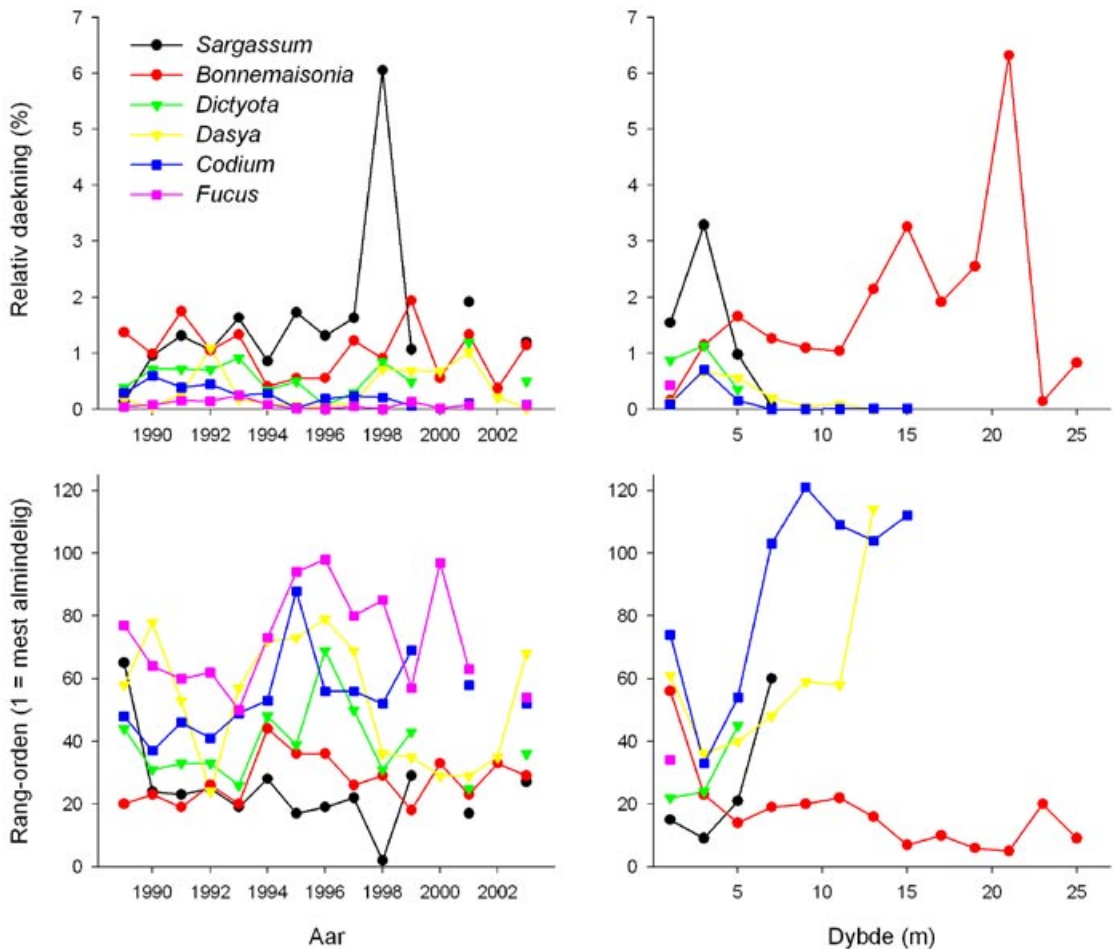 Relativ daekning (%)
7
6
5
4
3
2
1
0
Sargassum
Bonnemaisonia
Dictyota
Dasya
Codium
Fucus
1990 1992 1994 1996 1998 2000 2002
7
6
5
4
3
2
1
0
5 10 15 20 25
Rang-orden (1 = mest almindelig)
120
100
80
60
40
20
0
1990 1992 1994 1996 1998 2000 2002
Aar
120
100
80
60
40
20
0
5 10 15 20 25
Dybde (m)